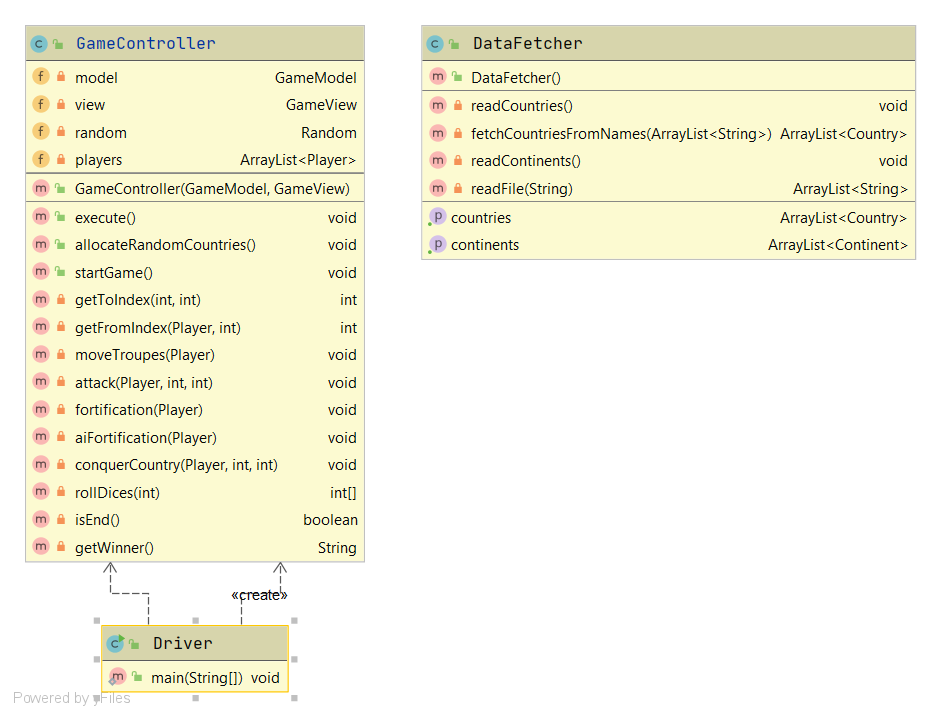 GameController
model GameModel
view GameView
random Random
players ArrayList<Player>
GameController(GameModel, GameView)
execute() void
allocateRandomCountries() void
startGame() void
getToIndex(int, int) int
getFromIndex(Player, int) int
moveTroupes(Player) void
attack(Player, int, int) void
fortification(Player) void
aiFortification(Player) void
conquerCountry(Player, int, int) void
rollDices(int) int[]
isEnd() boolean
getWinner() String
DataFetcher
DataFetcher()
readCountries() void
fetchCountriesFromNames(ArrayList<String>) ArrayList<Country>
readContinents() void
readFile(String) ArrayList<String>
countries ArrayList<Country>
continents ArrayList<Continent>
«create»
Driver
main(String[]) void
Powered by yFiles